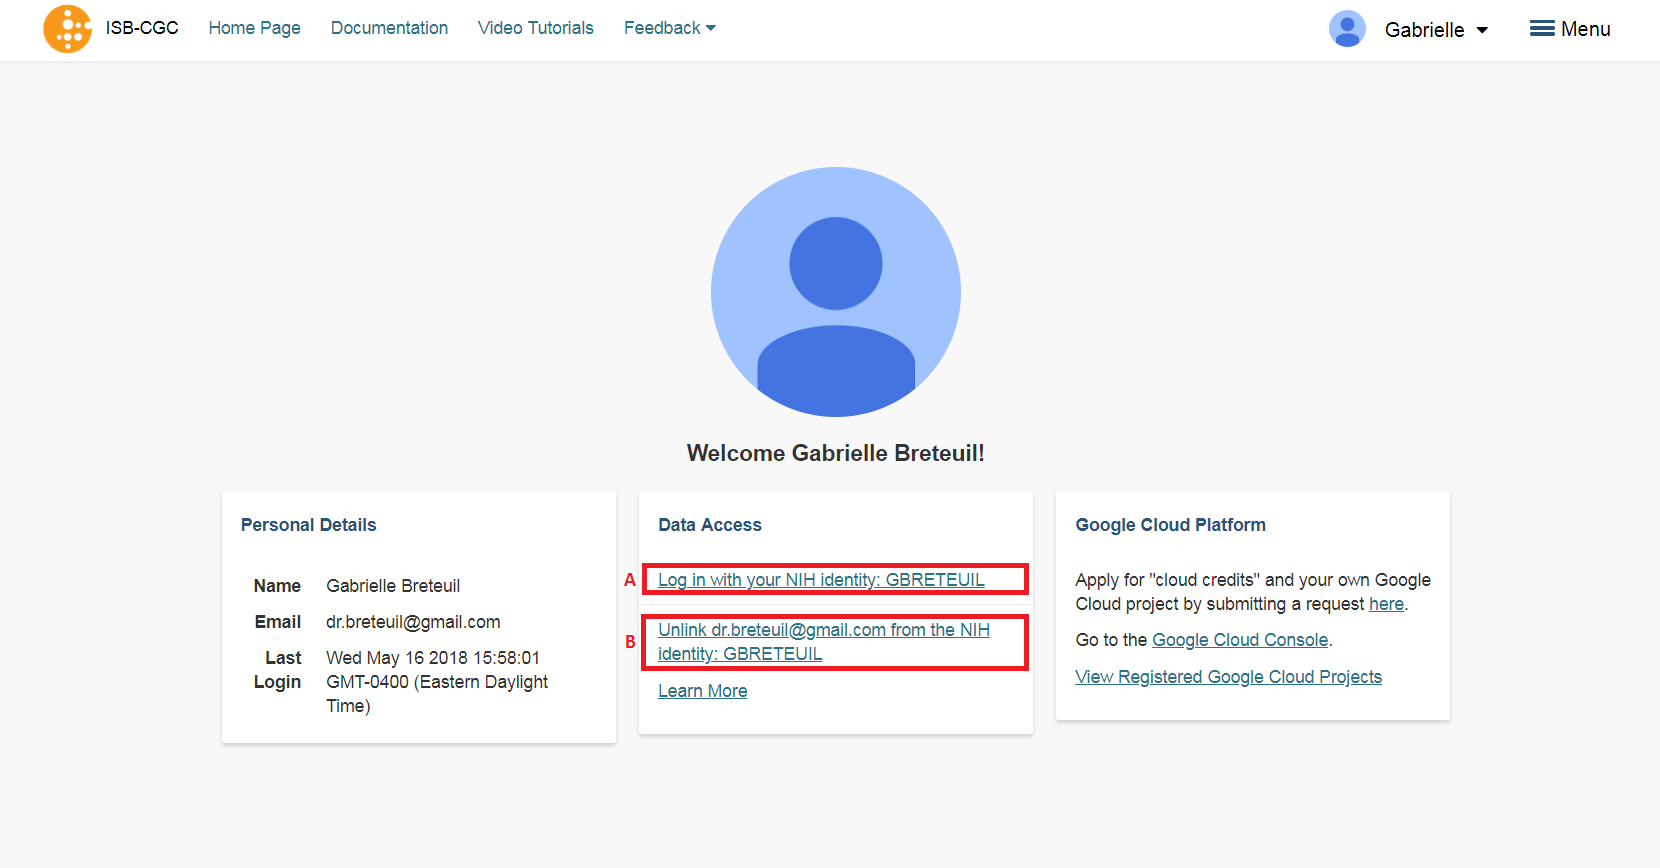 ISB-CGC Home Page Documentation Video Tutorials Feedback Gabrielle Menu
Welcome Gabrielle Breteuil!
Personal Details
Name Gabrielle Breteuil
Email dr.breteuil@gmail.com
Last Wed May 16 2018 15:58:01
Login GMT-0400 (Eastern Daylight
Time)
Data Access
A Log in with your NIH identity: GBRETEUIL
B Unlink dr.breteuil@gmail.com from the NIH
identity: GBRETEUIL
Learn More
Google Cloud Platform
Apply for "cloud credits" and your own Google
Cloud project by submitting a request here.
Go to the Google Cloud Console.
View Registered Google Cloud Projects